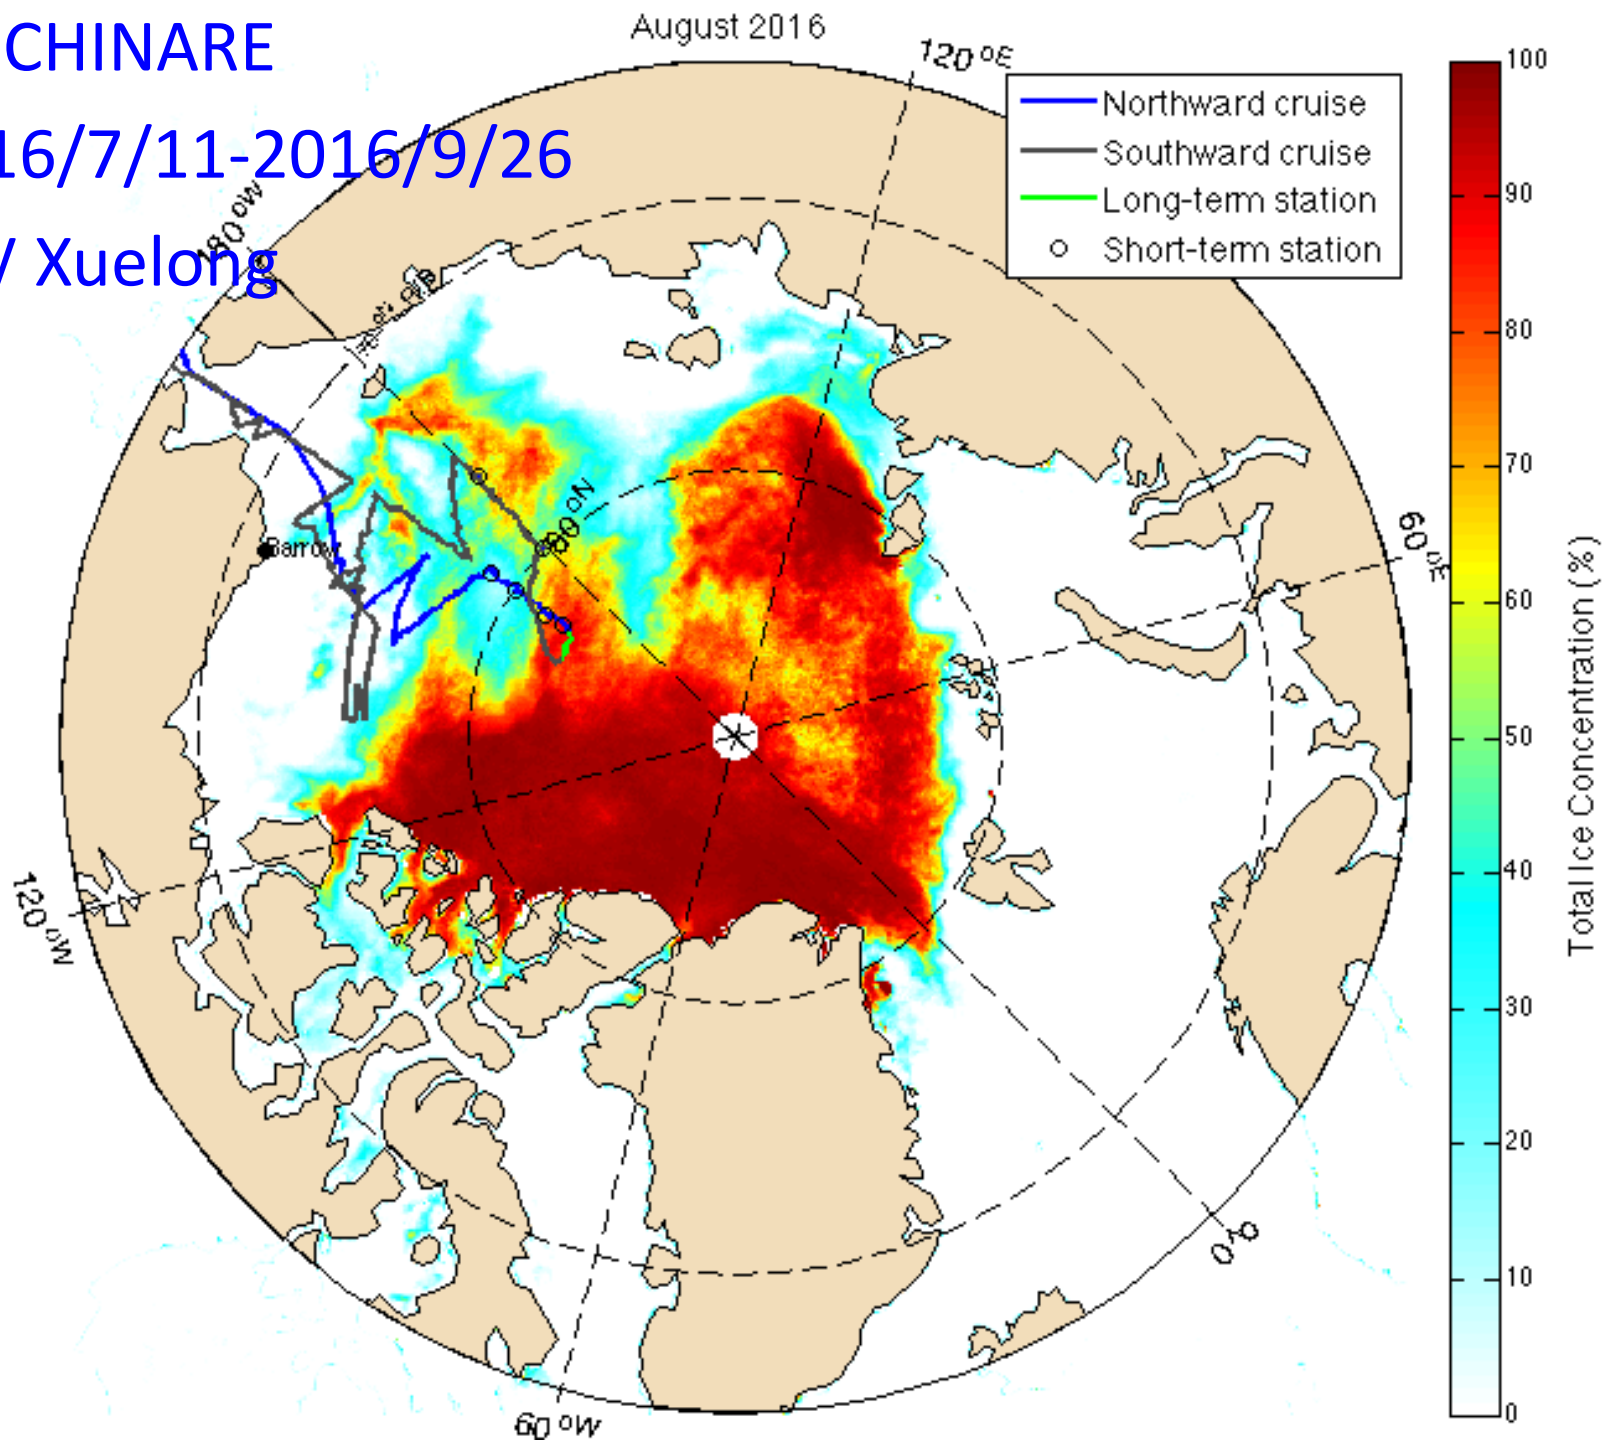 CHINARE
16/7/11-2016/9/26
/ Xuelong
August 2016
120 ºE
Northward cruise
Southward cruise
Long-term station
Short-term station
180 ºW
80 ºN
Barrow
60 ºE
120 ºW
60 ºW
0 º
100
90
80
70
60
50
40
30
20
10
0
Total Ice Concentration (%)